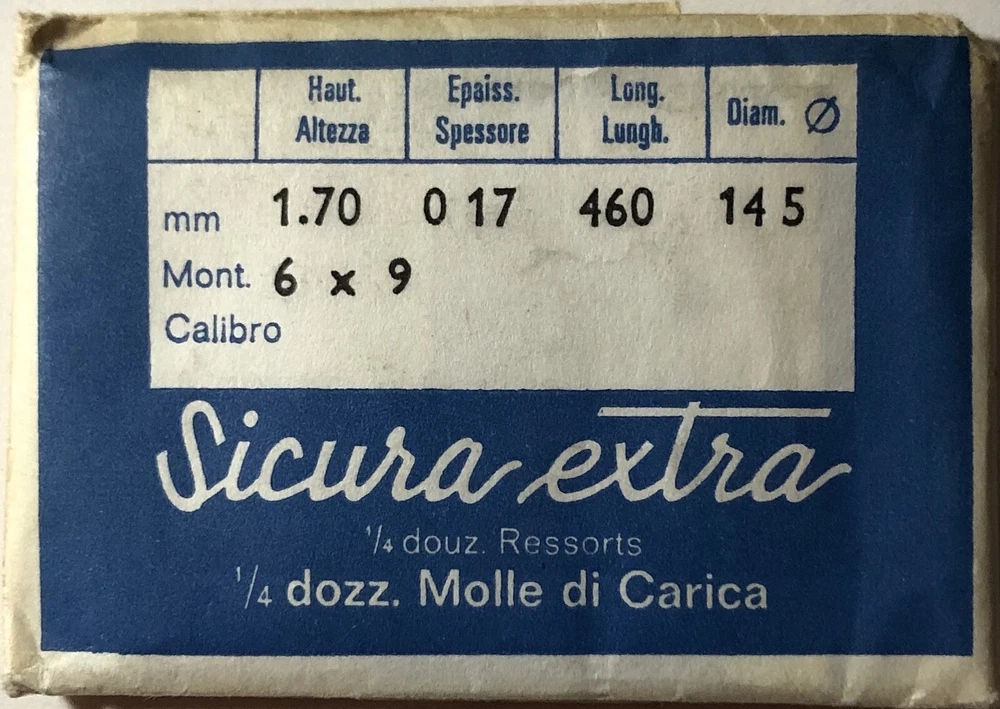 Haut. Epaiss. Long. Diam. Ø
Altezza Spessore Lungh.
mm 1.70 0 17 460 14 5
Mont. 6 x 9
Calibro
Sicura extra
1/4 douz. Ressorts
1/4 dozz. Molle di Carica